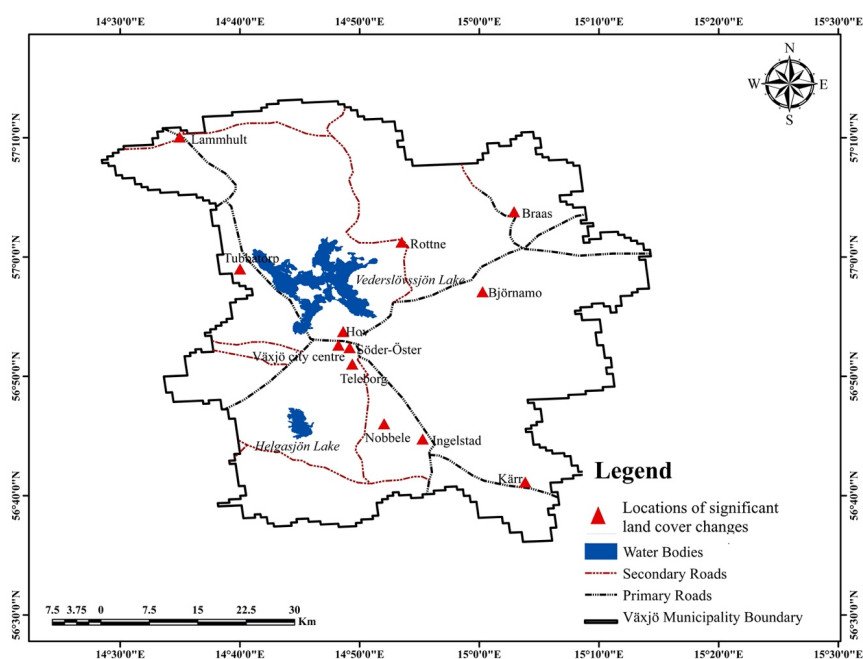 14°30'0"E 14°40'0"E 14°50'0"E 15°0'0"E 15°10'0"E 15°20'0"E 15°30'0"E
N
W E
S
57°10'0"N 57°10'0"N
Lammhult
Braas
Rottne
57°0'0"N 57°0'0"N
Tubbatorp
Vederslövssjön Lake
Björnamo
Hov
Växjö city centre Söder-Öster
56°50'0"N 56°50'0"N
Teleborg
Nobbele Ingelstad
Helgasjön Lake
Kärr
56°40'0"N 56°40'0"N
Legend
Locations of significant
land cover changes
Water Bodies
Secondary Roads
Primary Roads
Växjö Municipality Boundary
7.5 3.75 0 7.5 15 22.5 30
Km
56°30'0"N 56°30'0"N
14°30'0"E 14°40'0"E 14°50'0"E 15°0'0"E 15°10'0"E 15°20'0"E 15°30'0"E